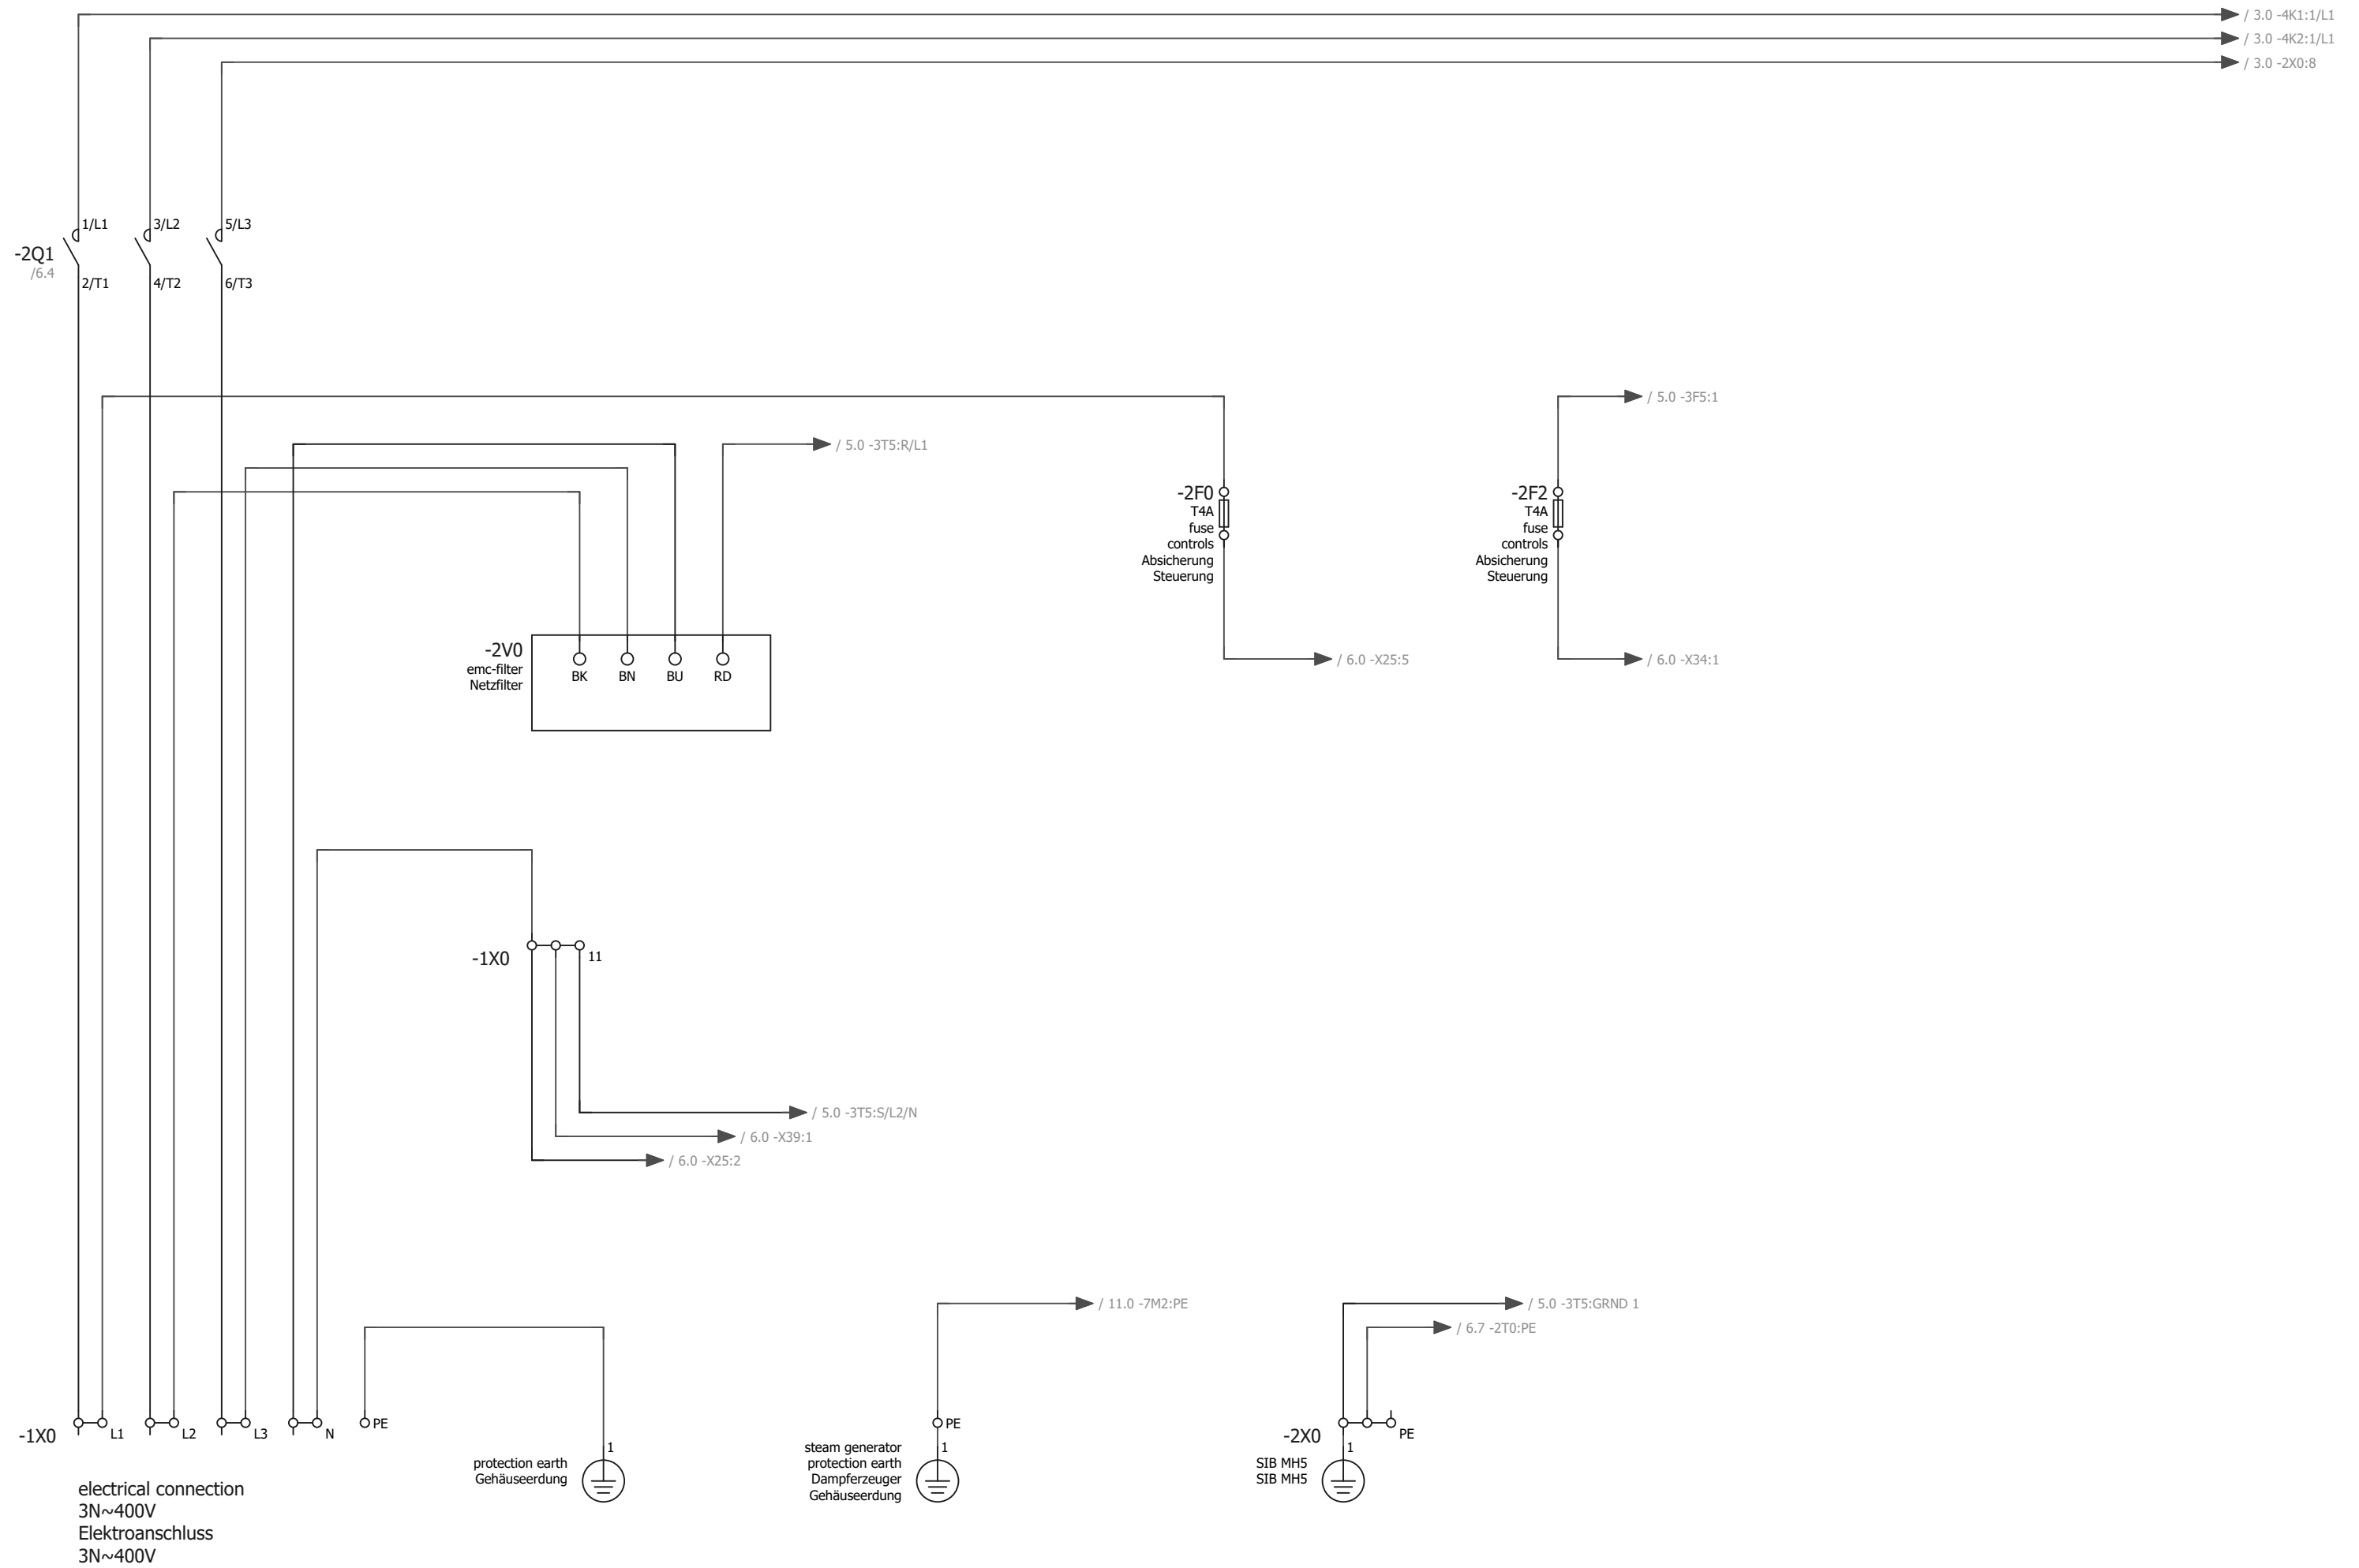 / 3.0 -4K1:1/L1
/ 3.0 -4K2:1/L1
/ 3.0 -2X0:8
1/L1
3/L2
5/L3
-2Q1
/6.4
2/T1
4/T2
6/T3
/ 5.0 -3F5:1
/ 5.0 -3T5:R/L1
-2F0
T4A
fuse
controls
Absicherung
Steuerung
-2F2
T4A
fuse
controls
Absicherung
Steuerung
-2V0
emc-filter
Netzfilter
BK
BN
BU
RD
/ 6.0 -X25:5
/ 6.0 -X34:1
-1X0
11
/ 5.0 -3T5:S/L2/N
/ 6.0 -X39:1
/ 6.0 -X25:2
/ 11.0 -7M2:PE
/ 5.0 -3T5:GRND 1
/ 6.7 -2T0:PE
-1X0
L1
L2
L3
N
PE
1
protection earth
Gehäuseerdung
PE
1
steam generator
protection earth
Dampferzeuger
Gehäuseerdung
-2X0
PE
1
SIB MH5
SIB MH5
electrical connection
3N~400V
Elektroanschluss
3N~400V